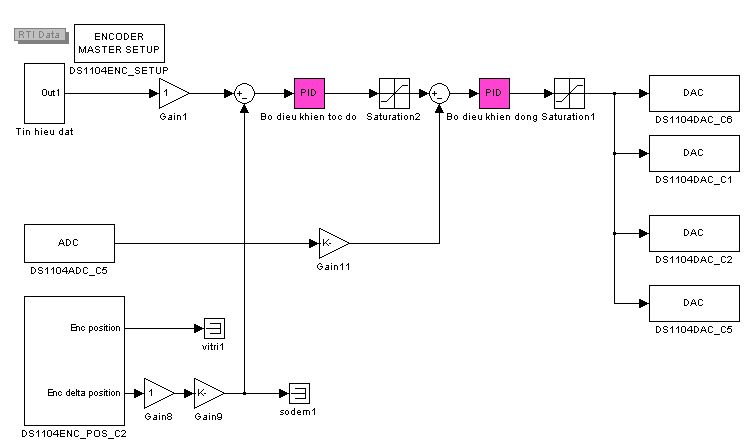 RTI Data
ENCODER
MASTER SETUP
DS1104ENC_SETUP
Out1
Tin hieu dat
1
Gain1
PID
Bo dieu khien toc do
Saturation2
PID
Bo dieu khien dong
Saturation1
DAC
DS1104DAC_C6
DAC
DS1104DAC_C1
DAC
DS1104DAC_C2
DAC
DS1104DAC_C5
ADC
DS1104ADC_C5
K-
Gain11
Enc position
vitri1
Enc delta position
DS1104ENC_POS_C2
1
Gain8
K-
Gain9
sodem1